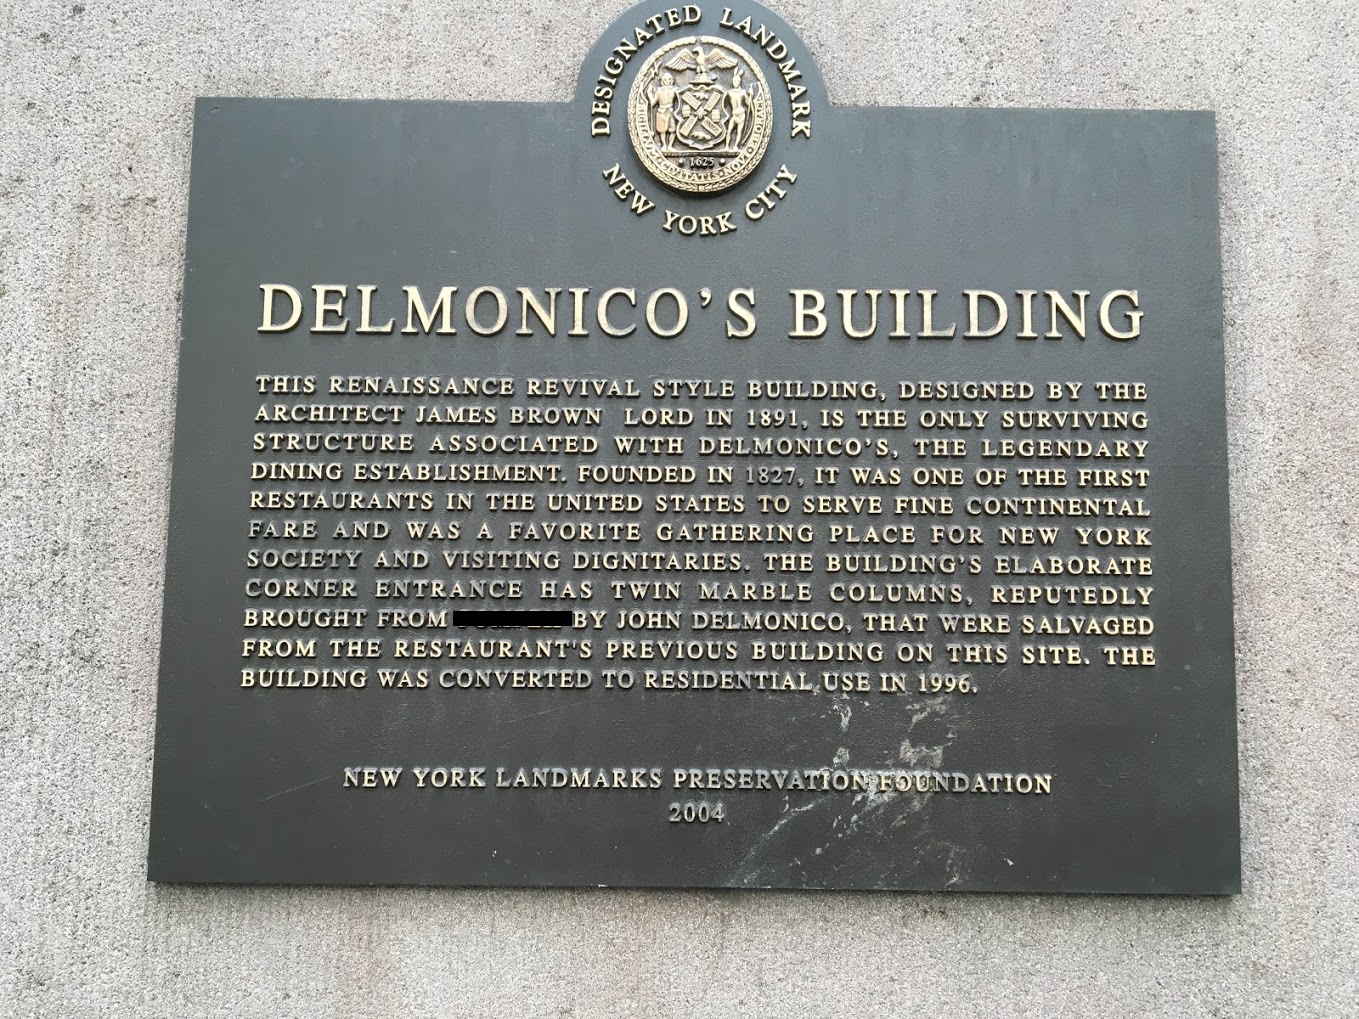 DESIGNATED LANDMARK
1625
NEW YORK CITY
DELMONICO'S BUILDING
THIS RENAISSANCE REVIVAL STYLE BUILDING, DESIGNED BY THE
ARCHITECT JAMES BROWN LORD IN 1891, IS THE ONLY SURVIVING
STRUCTURE ASSOCIATED WITH DELMONICO'S, THE LEGENDARY
DINING ESTABLISHMENT. FOUNDED IN 1827, IT WAS ONE OF THE FIRST
RESTAURANTS IN THE UNITED STATES TO SERVE FINE CONTINENTAL
FARE AND WAS A FAVORITE GATHERING PLACE FOR NEW YORK
SOCIETY AND VISITING DIGNITARIES. THE BUILDING'S ELABORATE
CORNER ENTRANCE HAS TWIN MARBLE COLUMNS, REPUTEDLY
BROUGHT FROM BY JOHN DELMONICO, THAT WERE SALVAGED
FROM THE RESTAURANT'S PREVIOUS BUILDING ON THIS SITE. THE
BUILDING WAS CONVERTED TO RESIDENTIAL USE IN 1996.
NEW YORK LANDMARKS PRESERVATION FOUNDATION
2004